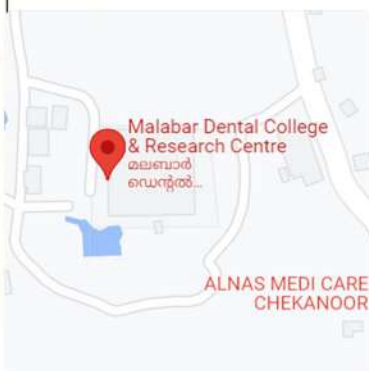 Malabar Dental College
& Research Centre
മലബാർ
ഡെന്റൽ...
ALNAS MEDI CARE
CHEKANOOR